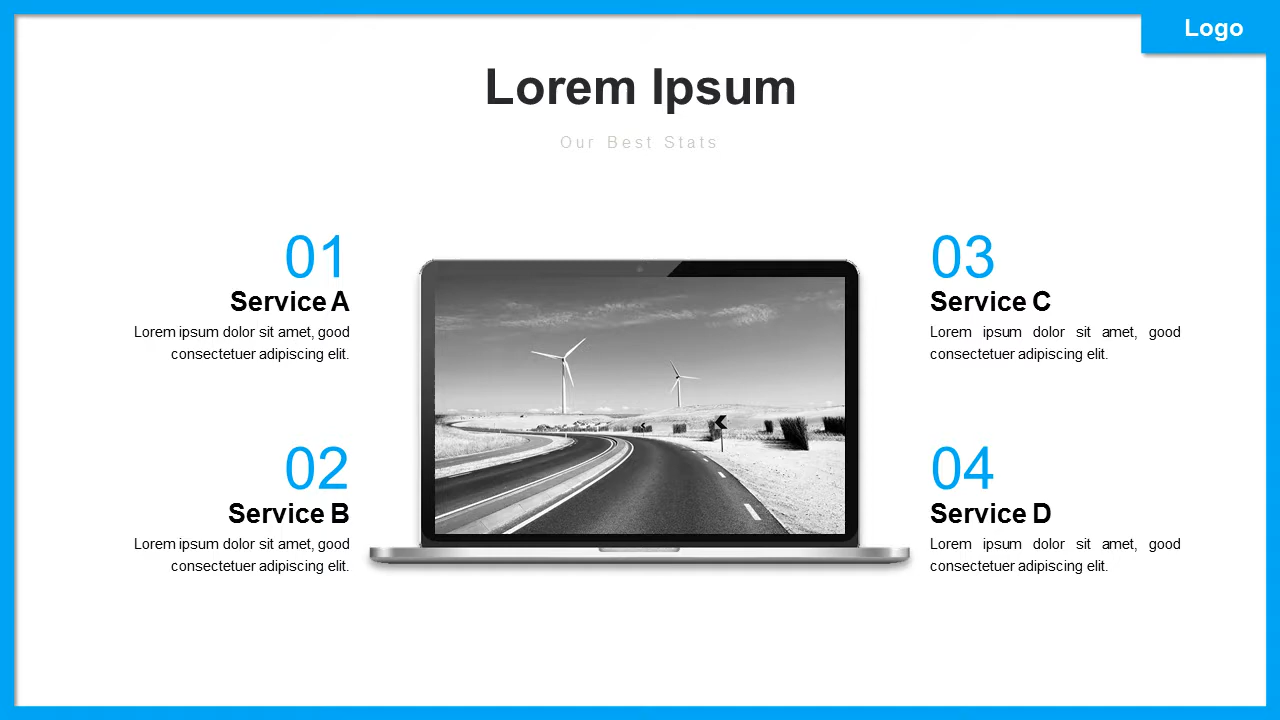 Logo
Lorem Ipsum
Our Best Stats
01
Service A
Lorem ipsum dolor sit amet, good
consectetuer adipiscing elit.
02
Service B
Lorem ipsum dolor sit amet, good
consectetuer adipiscing elit.
03
Service C
Lorem ipsum dolor sit amet, good
consectetuer adipiscing elit.
04
Service D
Lorem ipsum dolor sit amet, good
consectetuer adipiscing elit.